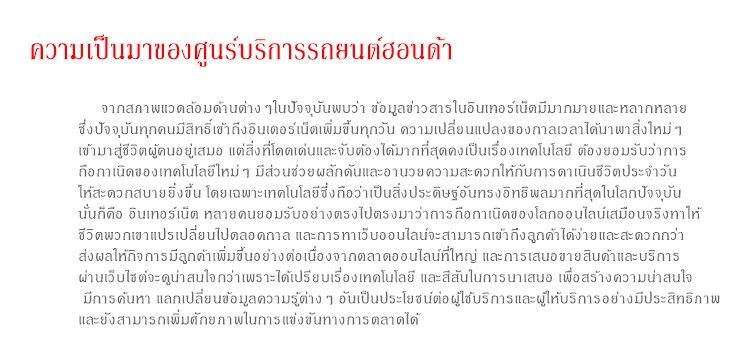 ความเป็นมาของศูนร์บริการรถยนต์ฮอนด้า
จากสภาพแวดล้อมด้านต่าง ๆในปัจจุบันพบว่า ข้อมูลข่าวสารในอินเทอร์เน็ตมีมากมายและหลากหลาย
ซึ่งปัจจุบันทุกคนมีสิทธิ์เข้าถึงอินเตอร์เน็ตเพิ่มขึ้นทุกวัน ความเปลี่ยนแปลงของกาลเวลาได้นาพาสิ่งใหม่ ๆ
เข้ามาสู่ชีวิตผู้คนอยู่เสมอ แต่สิ่งที่โดดเด่นและจับต้องได้มากที่สุดคงเป็นเรื่องเทคโนโลยี ต้องยอมรับว่าการ
ถือกาเนิดของเทคโนโลยีใหม่ ๆ มีส่วนช่วยผลักดันและอานวยความสะดวกให้กับการดาเนินชีวิตประจำวัน
ให้สะดวกสบายยิ่งขึ้น โดยเฉพาะเทคโนโลยีซึ่งถือว่าเป็นสิ่งประดิษฐ์อันทรงอิทธิพลมากที่สุดในโลกปัจจุบัน
นั่นก็คือ อินเทอร์เน็ต หลายคนยอมรับอย่างตรงไปตรงมาว่าการถือกาเนิดของโลกออนไลน์เสมือนจริงทาให้
ชีวิตพวกเขาแปรเปลี่ยนไปตลอดกาล และการทาเว็บออนไลน์จะสามารถเข้าถึงลูกค้าได้ง่ายและสะดวกกว่า
ส่งผลให้กิจการมีลูกค้าเพิ่มขึ้นอย่างต่อเนื่องจากตลาดออนไลน์ที่ใหญ่ และการเสนอขายสินค้าและบริการ
ผ่านเว็บไซต์จะดูน่าสนใจกว่าเพราะได้เปรียบเรื่องเทคโนโลยี และสีสันในการนาเสนอ เพื่อสร้างความน่าสนใจ
มีการค้นหา แลกเปลี่ยนข้อมูลความรู้ต่าง ๆ อันเป็นประโยชน์ต่อผู้ใช้บริการและผู้ให้บริการอย่างมีประสิทธิภาพ
และยังสามารถเพิ่มศักยภาพในการแข่งขันทางการตลาดได้